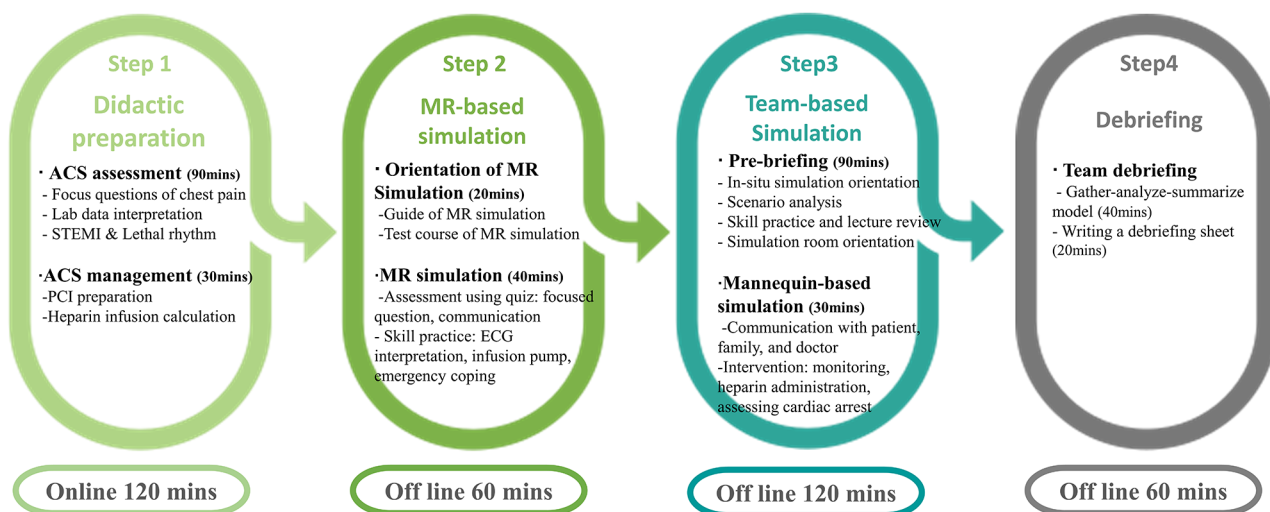 Step 1
Didactic
preparation
· ACS assessment (90mins)
- Focus questions of chest pain
- Lab data interpretation
- STEMI & Lethal rhythm
·ACS management (30mins)
-PCI preparation
-Heparin infusion calculation
Online 120 mins
Step 2
MR-based
simulation
· Orientation of MR
Simulation (20mins)
-Guide of MR simulation
-Test course of MR simulation
·MR simulation (40mins)
-Assessment using quiz: focused
question, communication
- Skill practice: ECG
interpretation, infusion pump,
emergency coping
Off line 60 mins
Step3
Team-based
Simulation
· Pre-briefing (90mins)
- In-situ simulation orientation
- Scenario analysis
- Skill practice and lecture review
- Simulation room orientation
·Mannequin-based
simulation (30mins)
-Communication with patient,
family, and doctor
-Intervention: monitoring,
heparin administration,
assessing cardiac arrest
Off line 120 mins
Step4
Debriefing
· Team debriefing
- Gather-analyze-summarize
model (40mins)
- Writing a debriefing sheet
(20mins)
Off line 60 mins